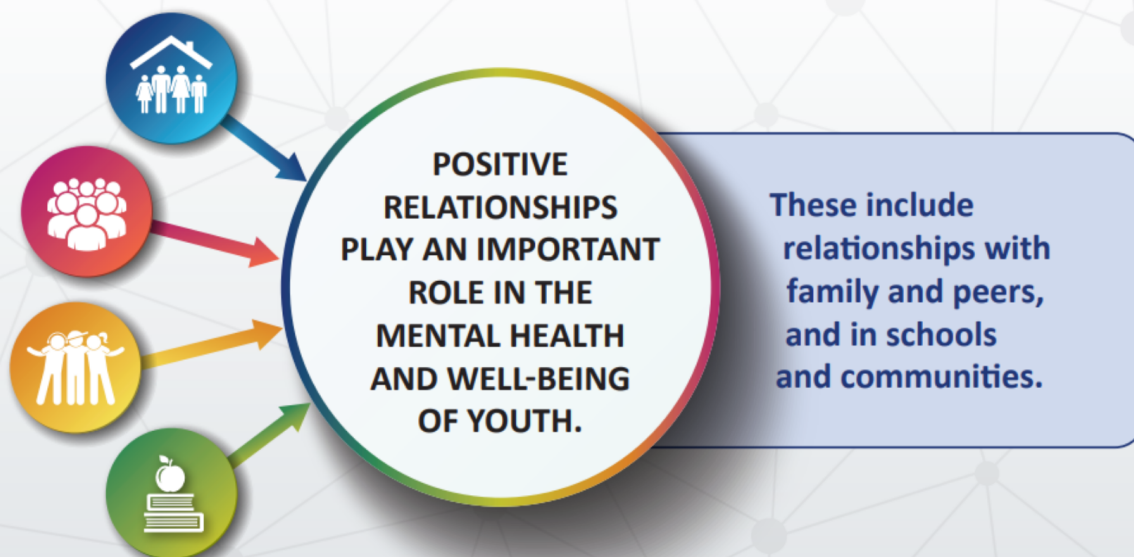 POSITIVE
RELATIONSHIPS
PLAY AN IMPORTANT
ROLE IN THE
MENTAL HEALTH
AND WELL-BEING
OF YOUTH.
These include
relationships with
family and peers,
and in schools
and communities.